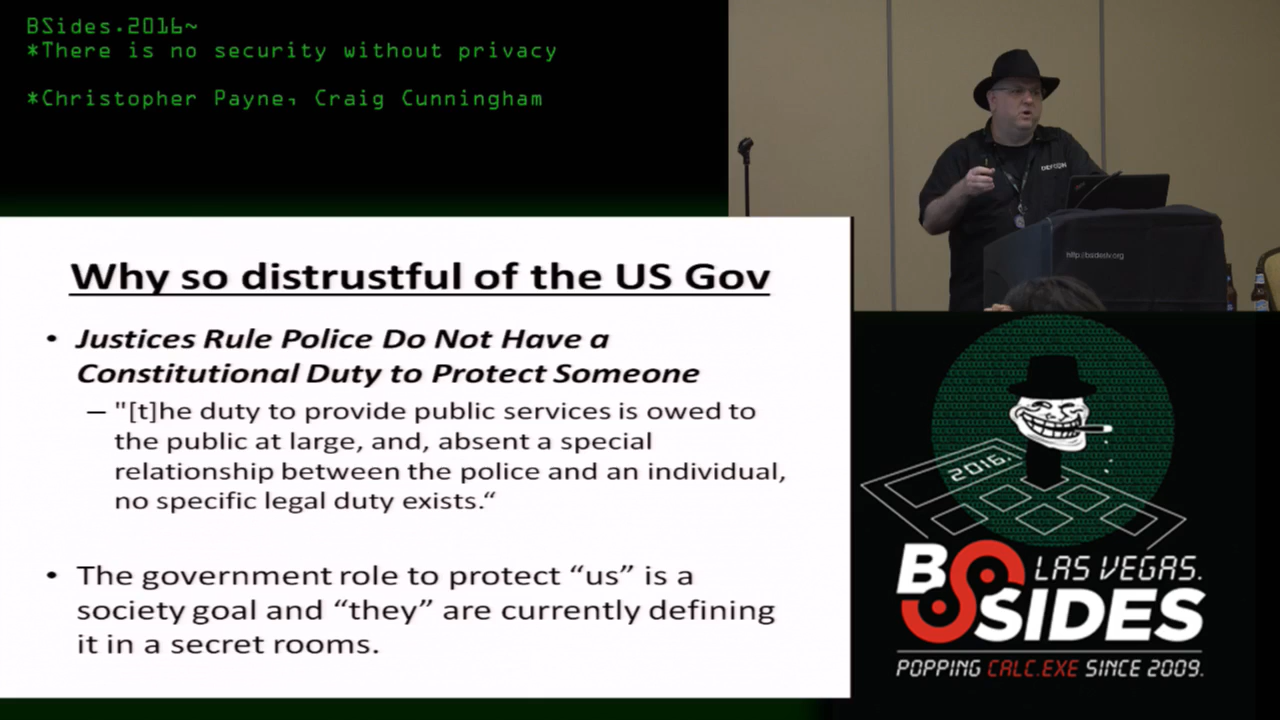 BSides.2016~
*There is no security without privacy
*Christopher Payne, Craig Cunningham
DEFCON
http://bsideslv.org
Why so distrustful of the US Gov
• Justices Rule Police Do Not Have a
Constitutional Duty to Protect Someone
– "[t]he duty to provide public services is owed to
the public at large, and, absent a special
relationship between the police and an individual,
no specific legal duty exists.“
• The government role to protect “us” is a
society goal and “they” are currently defining
it in a secret rooms.
2016.
BSIDES
LAS VEGAS.
POPPING CALC.EXE SINCE 2009.